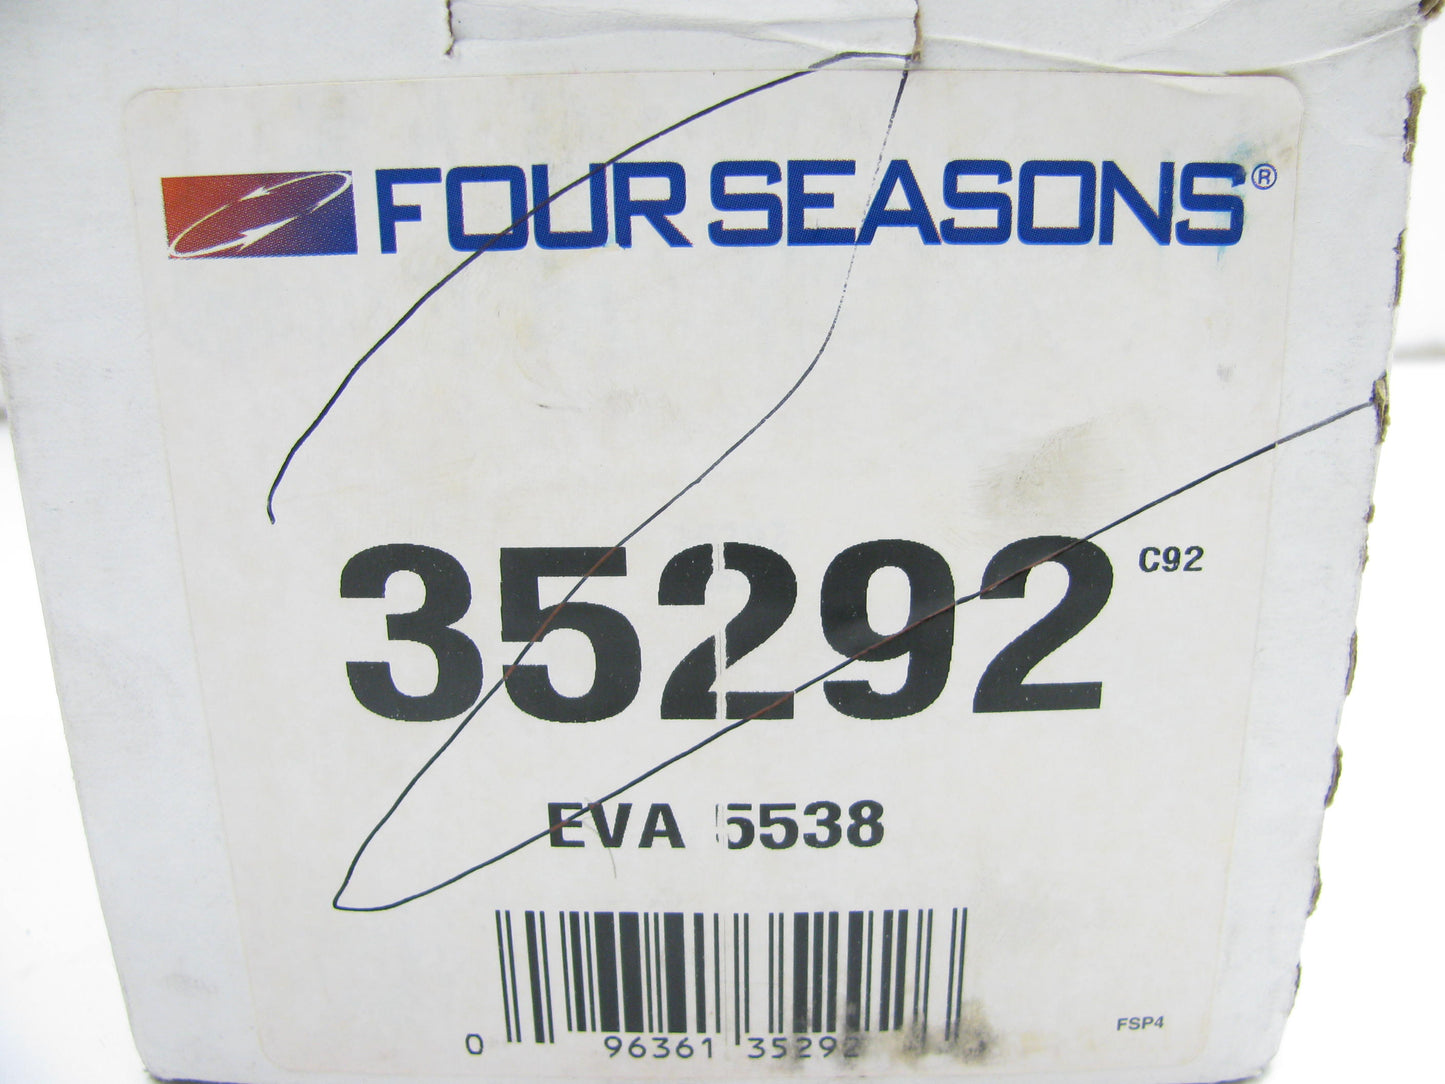 FOUR SEASONS®
35292 C92
EVA 5538
0 96361 35292
FSP4